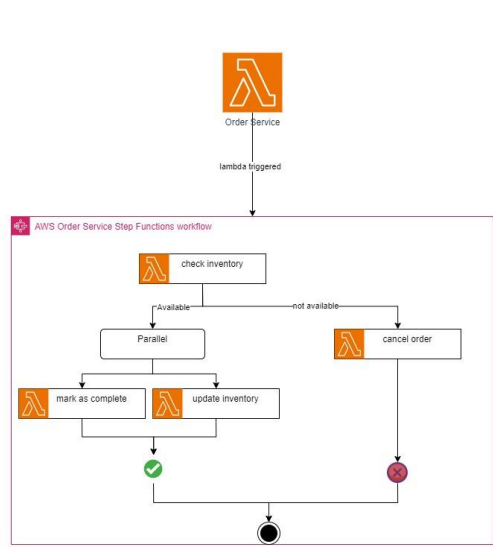 Order Service
lambda triggered
AWS Order Service Step Functions workflow
check inventory
Available
not available
Parallel
cancel order
mark as complete
update inventory